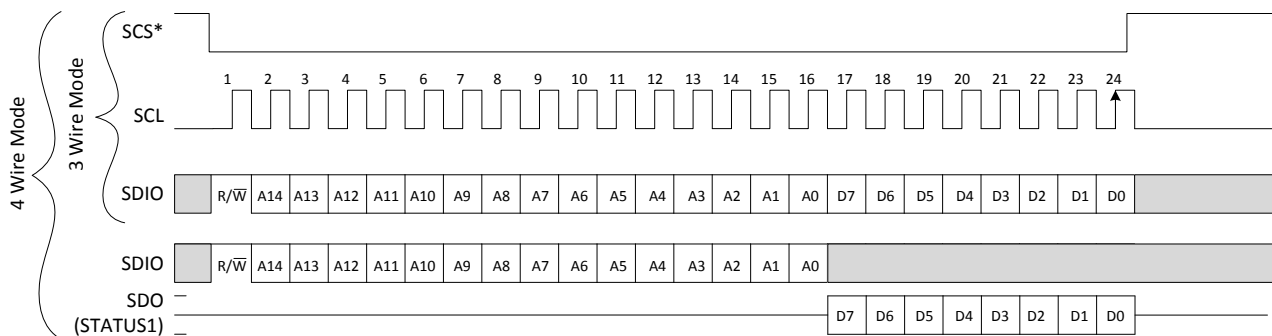 4 Wire Mode
3 Wire Mode
SCS*
1 2 3 4 5 6 7 8 9 10 11 12 13 14 15 16 17 18 19 20 21 22 23 24
SCL
SDIO R/W̅ A14 A13 A12 A11 A10 A9 A8 A7 A6 A5 A4 A3 A2 A1 A0 D7 D6 D5 D4 D3 D2 D1 D0
SDIO R/W̅ A14 A13 A12 A11 A10 A9 A8 A7 A6 A5 A4 A3 A2 A1 A0
SDO
(STATUS1) D7 D6 D5 D4 D3 D2 D1 D0